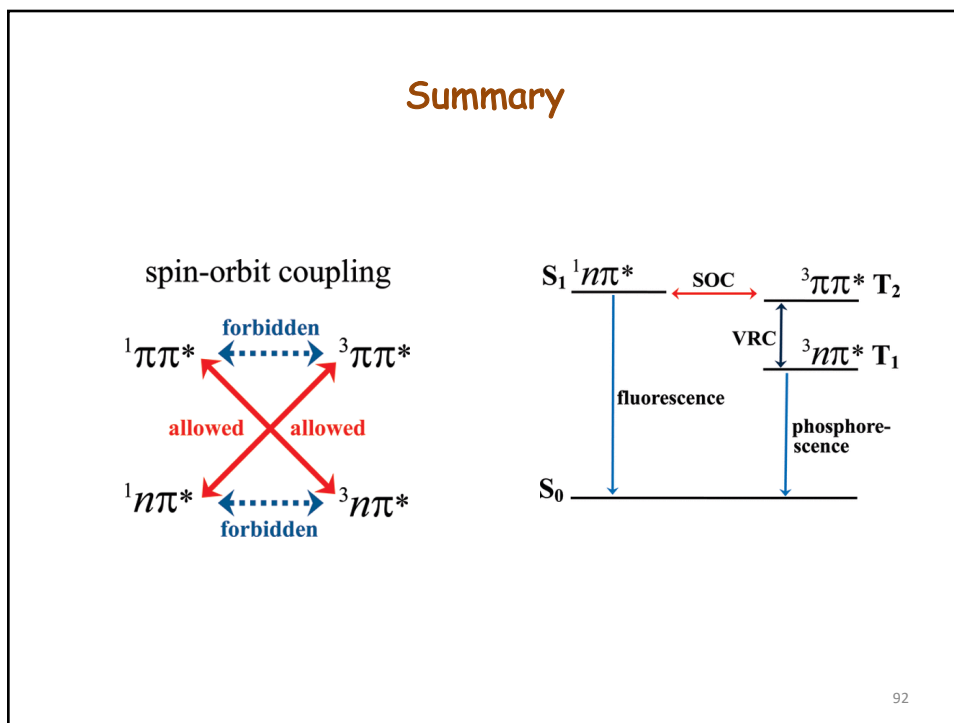 Summary
spin-orbit coupling
forbidden
¹ππ* ³ππ*
allowed allowed
¹nπ* ³nπ*
forbidden
S₁ ¹nπ* SOC ³ππ* T₂
VRC ³nπ* T₁
fluorescence
phosphore-
scence
S₀
92